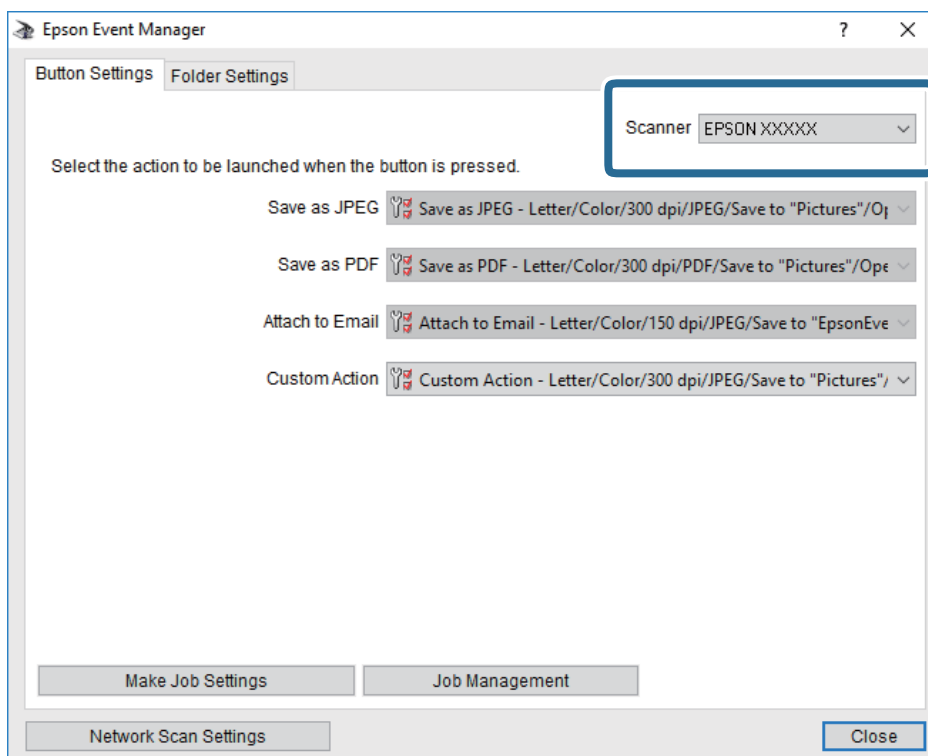 Epson Event Manager ?
Button Settings Folder Settings
Scanner EPSON XXXXX
Select the action to be launched when the button is pressed.
Save as JPEG Save as JPEG - Letter/Color/300 dpi/JPEG/Save to "Pictures"/Op
Save as PDF Save as PDF - Letter/Color/300 dpi/PDF/Save to "Pictures"/Ope
Attach to Email Attach to Email - Letter/Color/150 dpi/JPEG/Save to "EpsonEve
Custom Action Custom Action - Letter/Color/300 dpi/JPEG/Save to "Pictures"/
Make Job Settings Job Management
Network Scan Settings Close